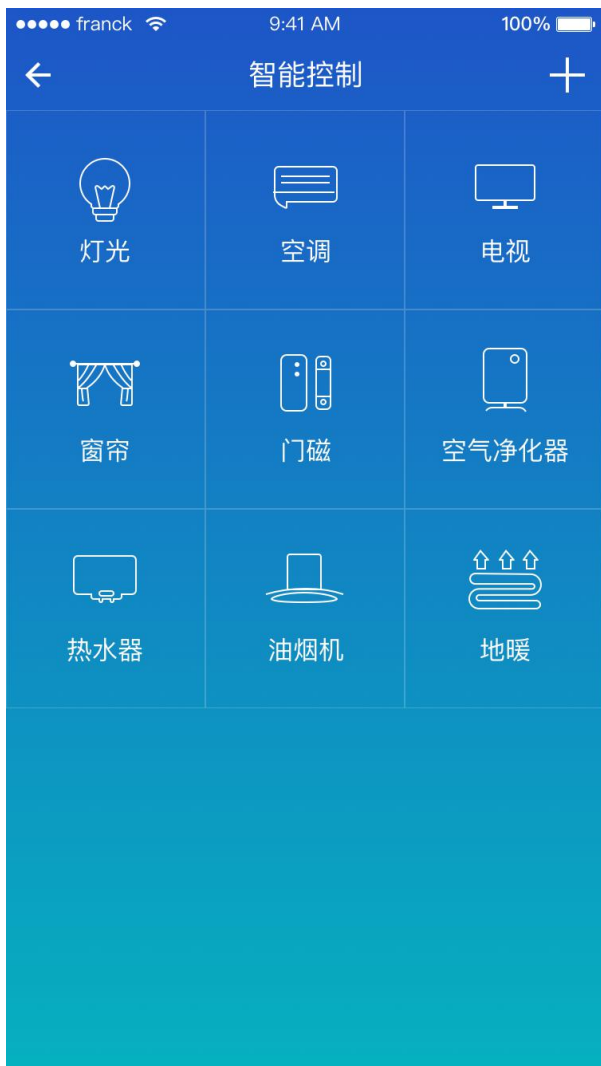 franck 9:41 AM 100%
智能控制
灯光 空调 电视
窗帘 门磁 空气净化器
热水器 油烟机 地暖